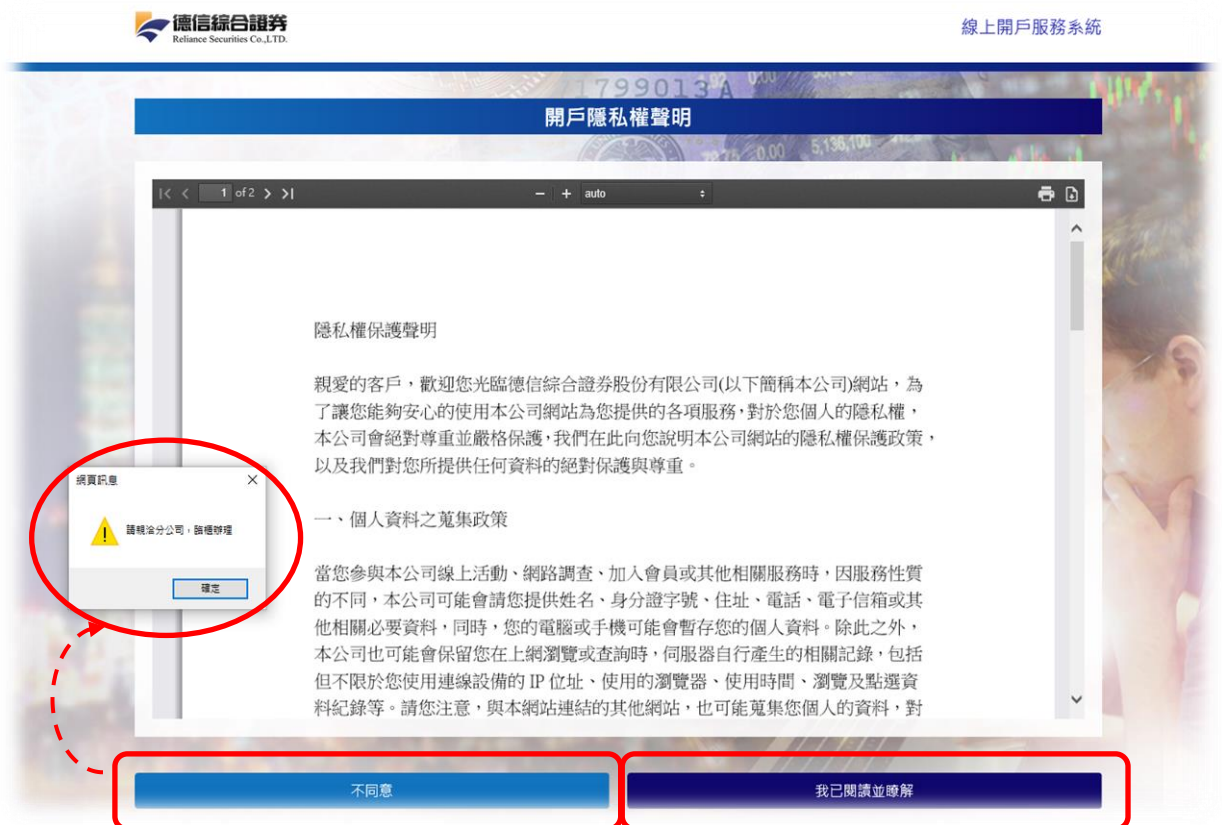 德信綜合證券
Reliance Securities Co.,LTD.
線上開戶服務系統
開戶隱私權聲明
1 of 2
auto
隱私權保護聲明
親愛的客戶，歡迎您光臨德信綜合證券股份有限公司(以下簡稱本公司)網站，為
了讓您能夠安心的使用本公司網站為您提供的各項服務，對於您個人的隱私權，
本公司會絕對尊重並嚴格保護，我們在此向您說明本公司網站的隱私權保護政策，
以及我們對您所提供任何資料的絕對保護與尊重。
一、個人資料之蒐集政策
當您參與本公司線上活動、網路調查、加入會員或其他相關服務時，因服務性質
的不同，本公司可能會請您提供姓名、身分證字號、住址、電話、電子信箱或其
他相關必要資料，同時，您的電腦或手機可能會暫存您的個人資料。除此之外，
本公司也可能會保留您在上網瀏覽或查詢時，伺服器自行產生的相關記錄，包括
但不限於您使用連線設備的 IP 位址、使用的瀏覽器、使用時間、瀏覽及點選資
料紀錄等。請您注意，與本網站連結的其他網站，也可能蒐集您個人的資料，對
網頁訊息
請親洽分公司，臨櫃辦理
確定
不同意
我已閱讀並瞭解